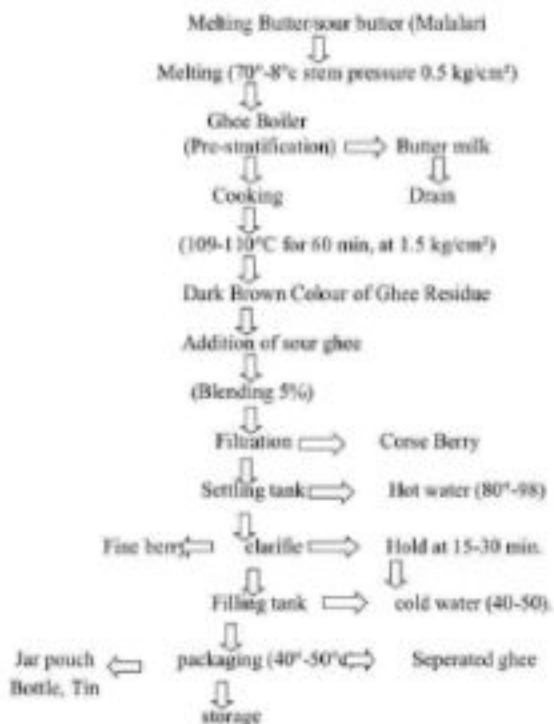 Melting Butter/sour butter (Malalari
Melting (70°-8°c stem pressure 0.5 kg/cm²)
Ghee Boiler
(Pre-stratification) Butter milk
Cooking Drain
(109-110°C for 60 min, at 1.5 kg/cm²)
Dark Brown Colour of Ghee Residue
Addition of sour ghee
(Blending 5%)
Filtration Corse Berry
Settling tank Hot water (80°-98)
Fine berry, clarifie Hold at 15-30 min.
Filling tank cold water (40-50).
Jar pouch packaging (40°-50°c, Seperated ghee
Bottle, Tin
storage